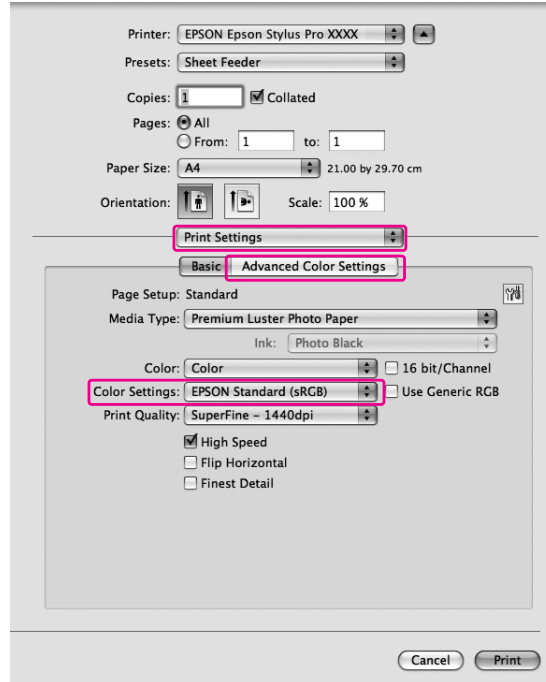 Printer: EPSON Epson Stylus Pro XXXX
Presets: Sheet Feeder
Copies: 1 Collated
Pages: All
From: 1 to: 1
Paper Size: A4 21.00 by 29.70 cm
Orientation: Scale: 100 %
Print Settings
Basic Advanced Color Settings
Page Setup: Standard
Media Type: Premium Luster Photo Paper
Ink: Photo Black
Color: Color 16 bit/Channel
Color Settings: EPSON Standard (sRGB) Use Generic RGB
Print Quality: SuperFine – 1440dpi
High Speed
Flip Horizontal
Finest Detail
Cancel Print